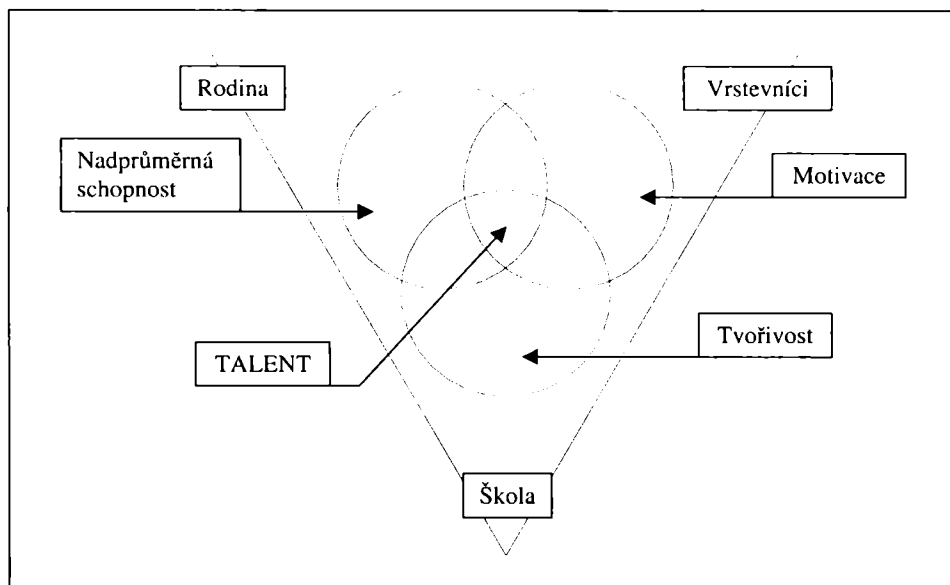 Rodina
Vrstevníci
Nadprůměrná
schopnost
Motivace
TALENT
Tvořivost
Škola